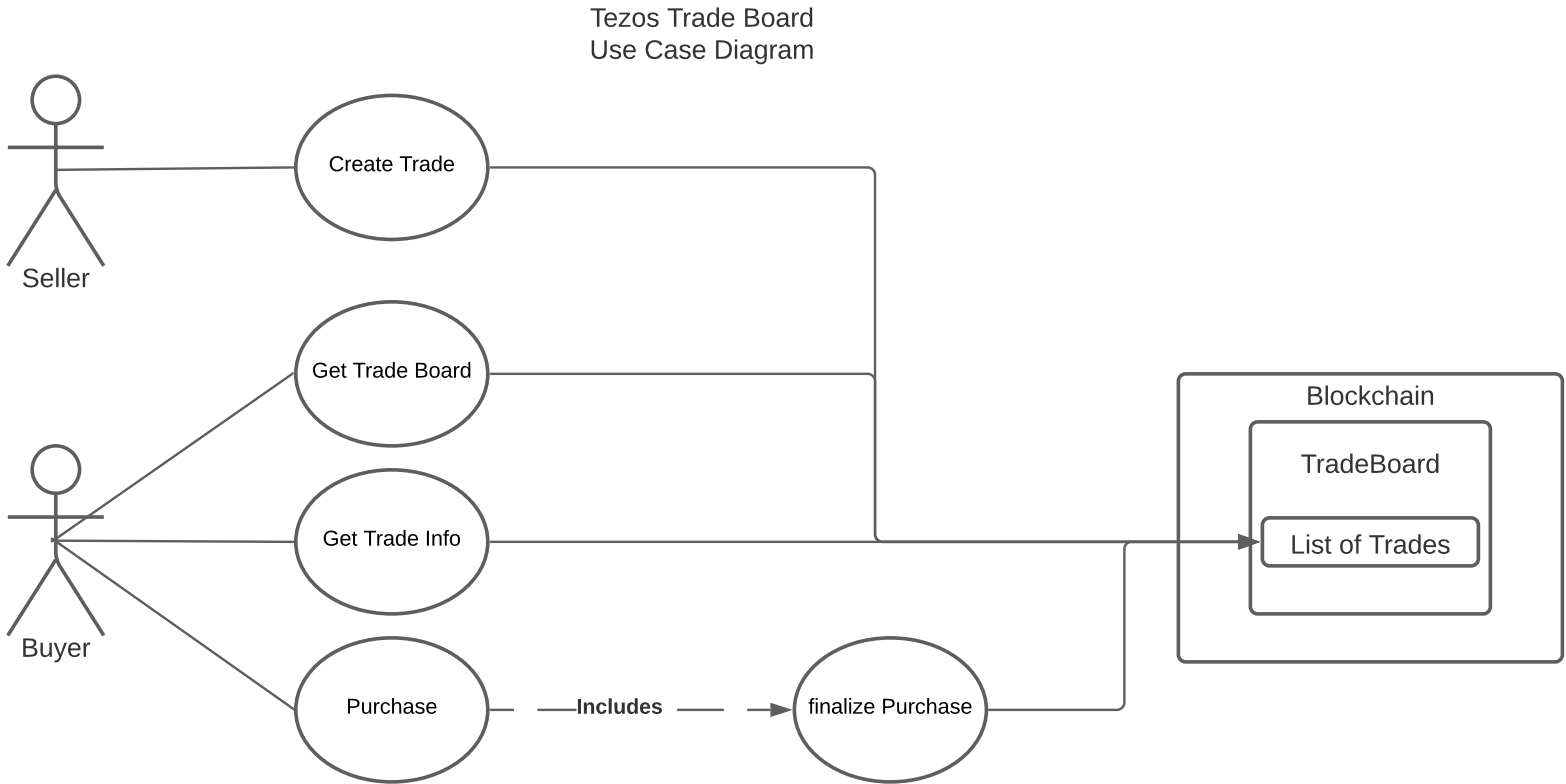 Tezos Trade Board
Use Case Diagram
Create Trade
Seller
Get Trade Board
Blockchain
TradeBoard
Get Trade Info
List of Trades
Buyer
Purchase
Includes
finalize Purchase